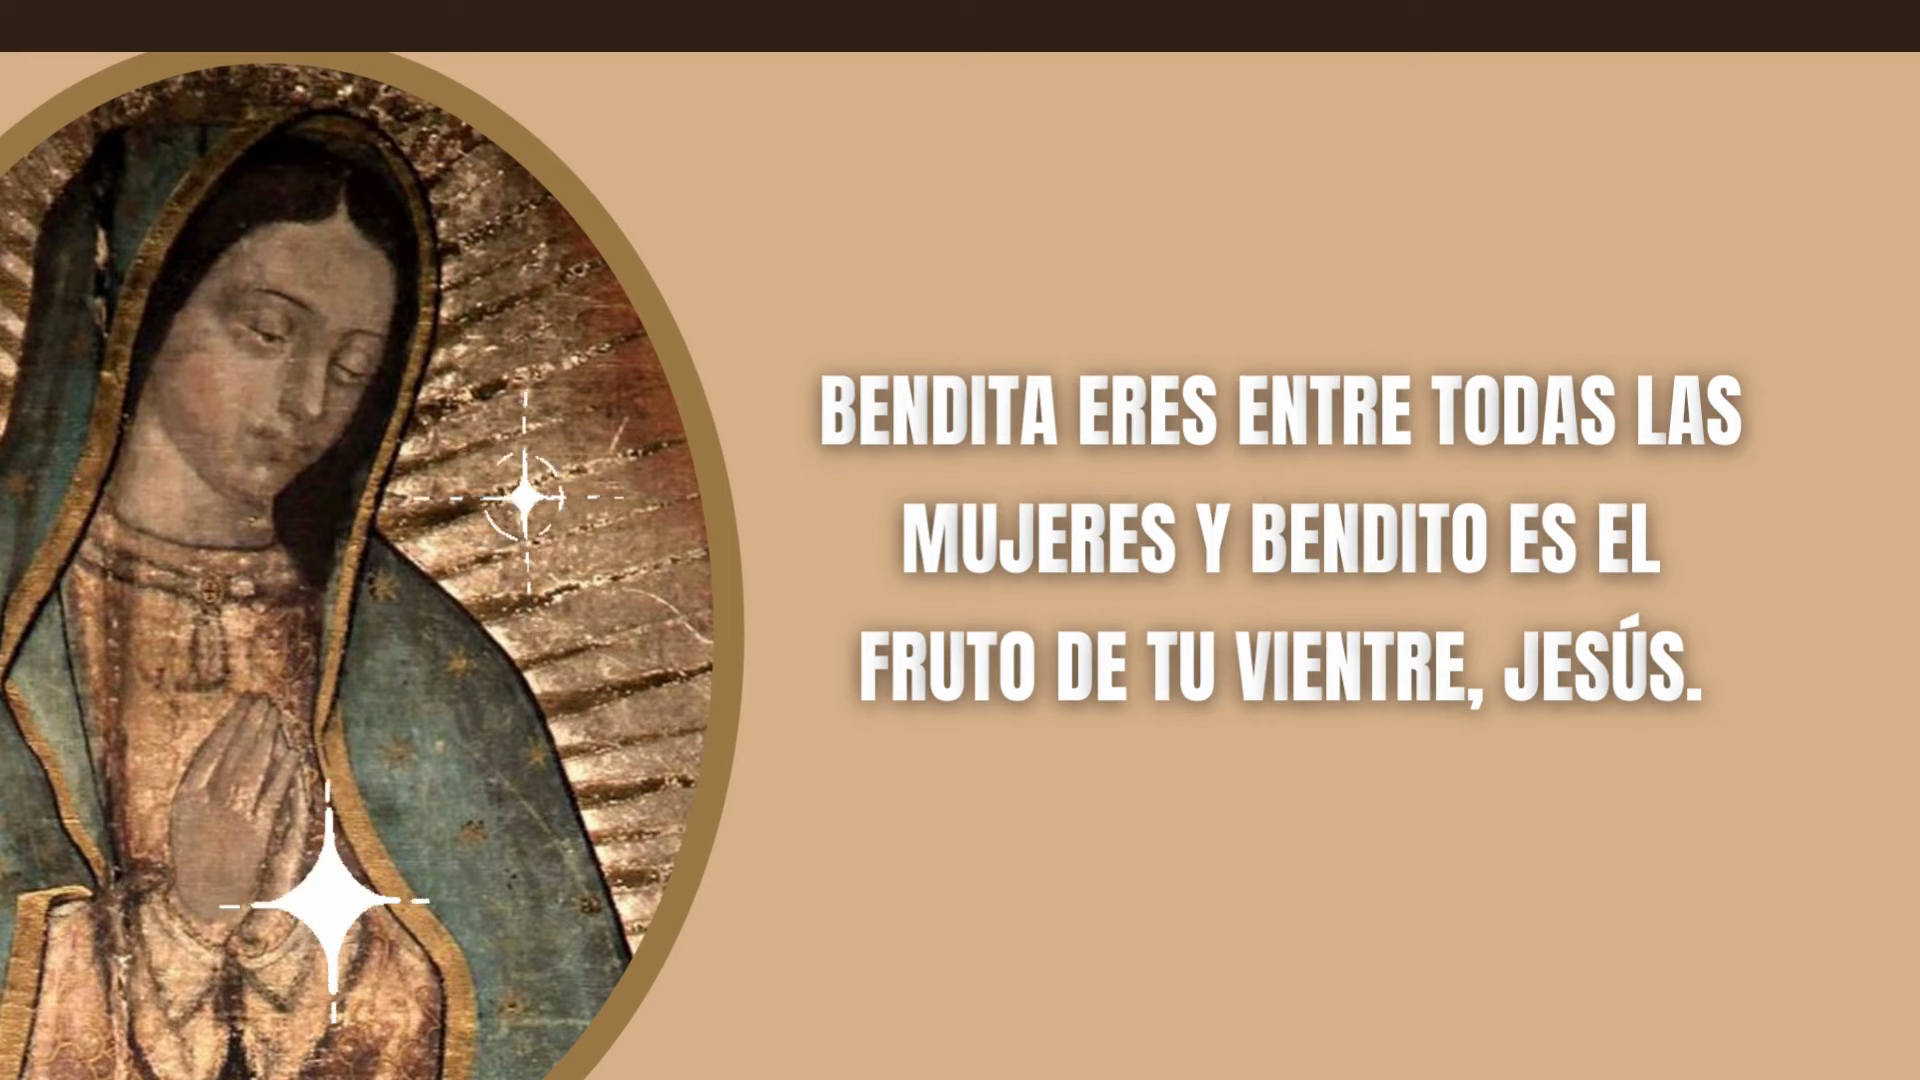 BENDITA ERES ENTRE TODAS LAS
MUJERES Y BENDITO ES EL
FRUTO DE TU VIENTRE, JESÚS.